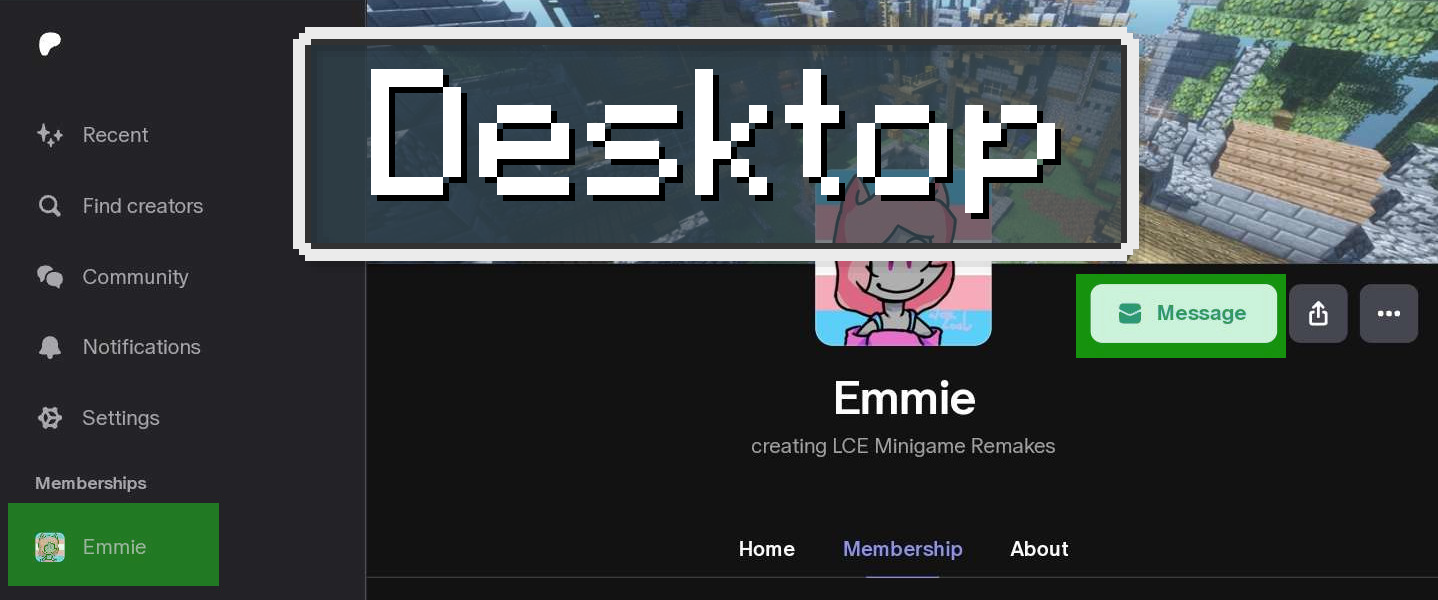 Desktop
Recent
Find creators
Community
Notifications
Settings
Memberships
Emmie
Message
Emmie
creating LCE Minigame Remakes
Home Membership About